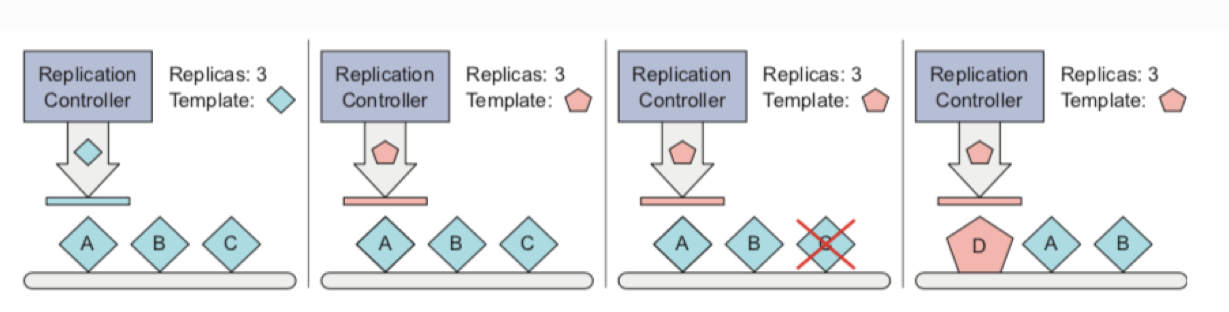 Replication
Controller
Replicas: 3
Template:
A B C
Replication
Controller
Replicas: 3
Template:
A B C
Replication
Controller
Replicas: 3
Template:
A B C
Replication
Controller
Replicas: 3
Template:
D A B